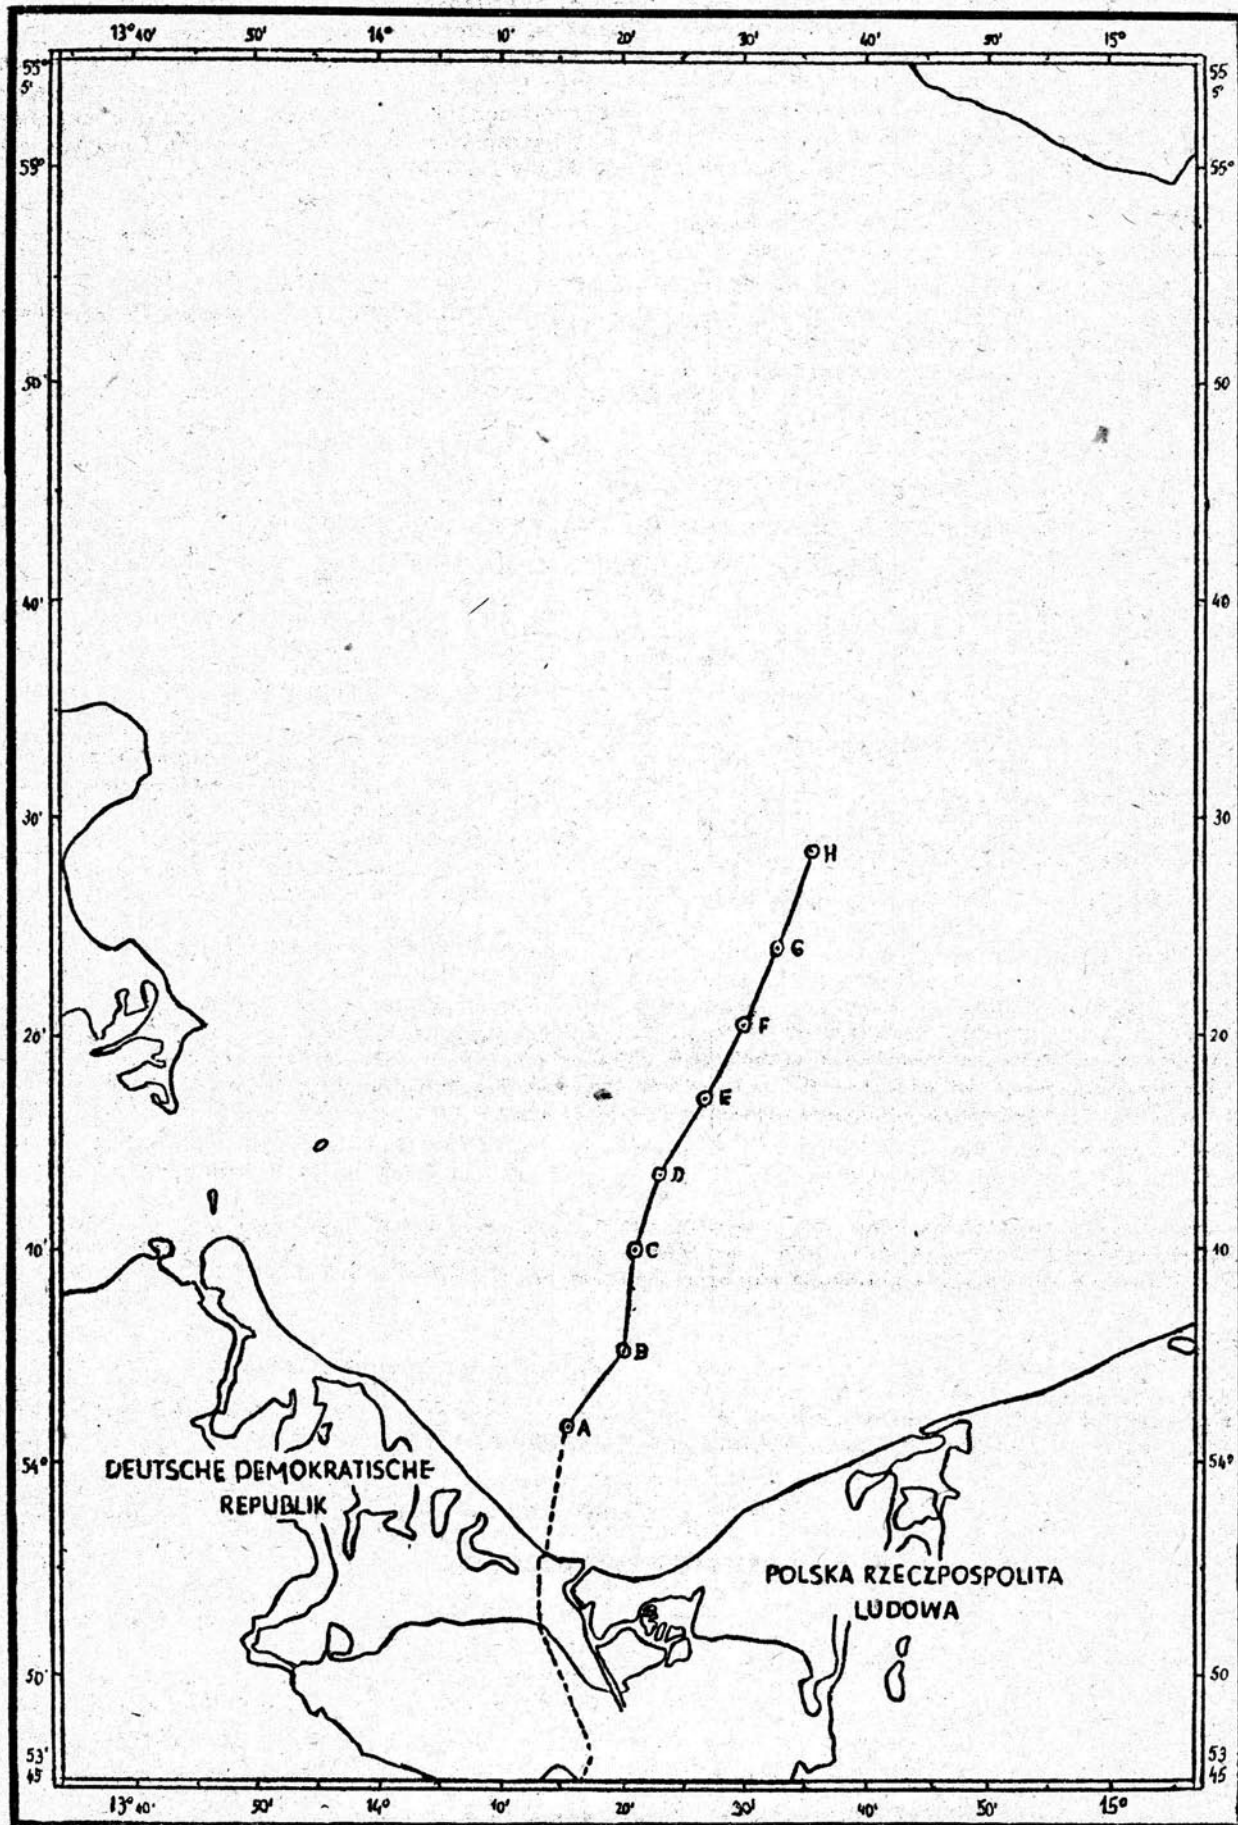 13° 40' 50' 14° 10' 20' 30' 40' 50' 15°
55° 5' 55 5'
55° 55°
50' 50
40' 40
30' 30
H
G
20' F 20
E
D
10' C 10
B
A
54° 54°
DEUTSCHE DEMOKRATISCHE
REPUBLIK
POLSKA RZECZPOSPOLITA
LUDOWA
50' 50
53' 45' 53 45'
13° 40' 50' 14° 10' 20' 30' 40' 50' 15°